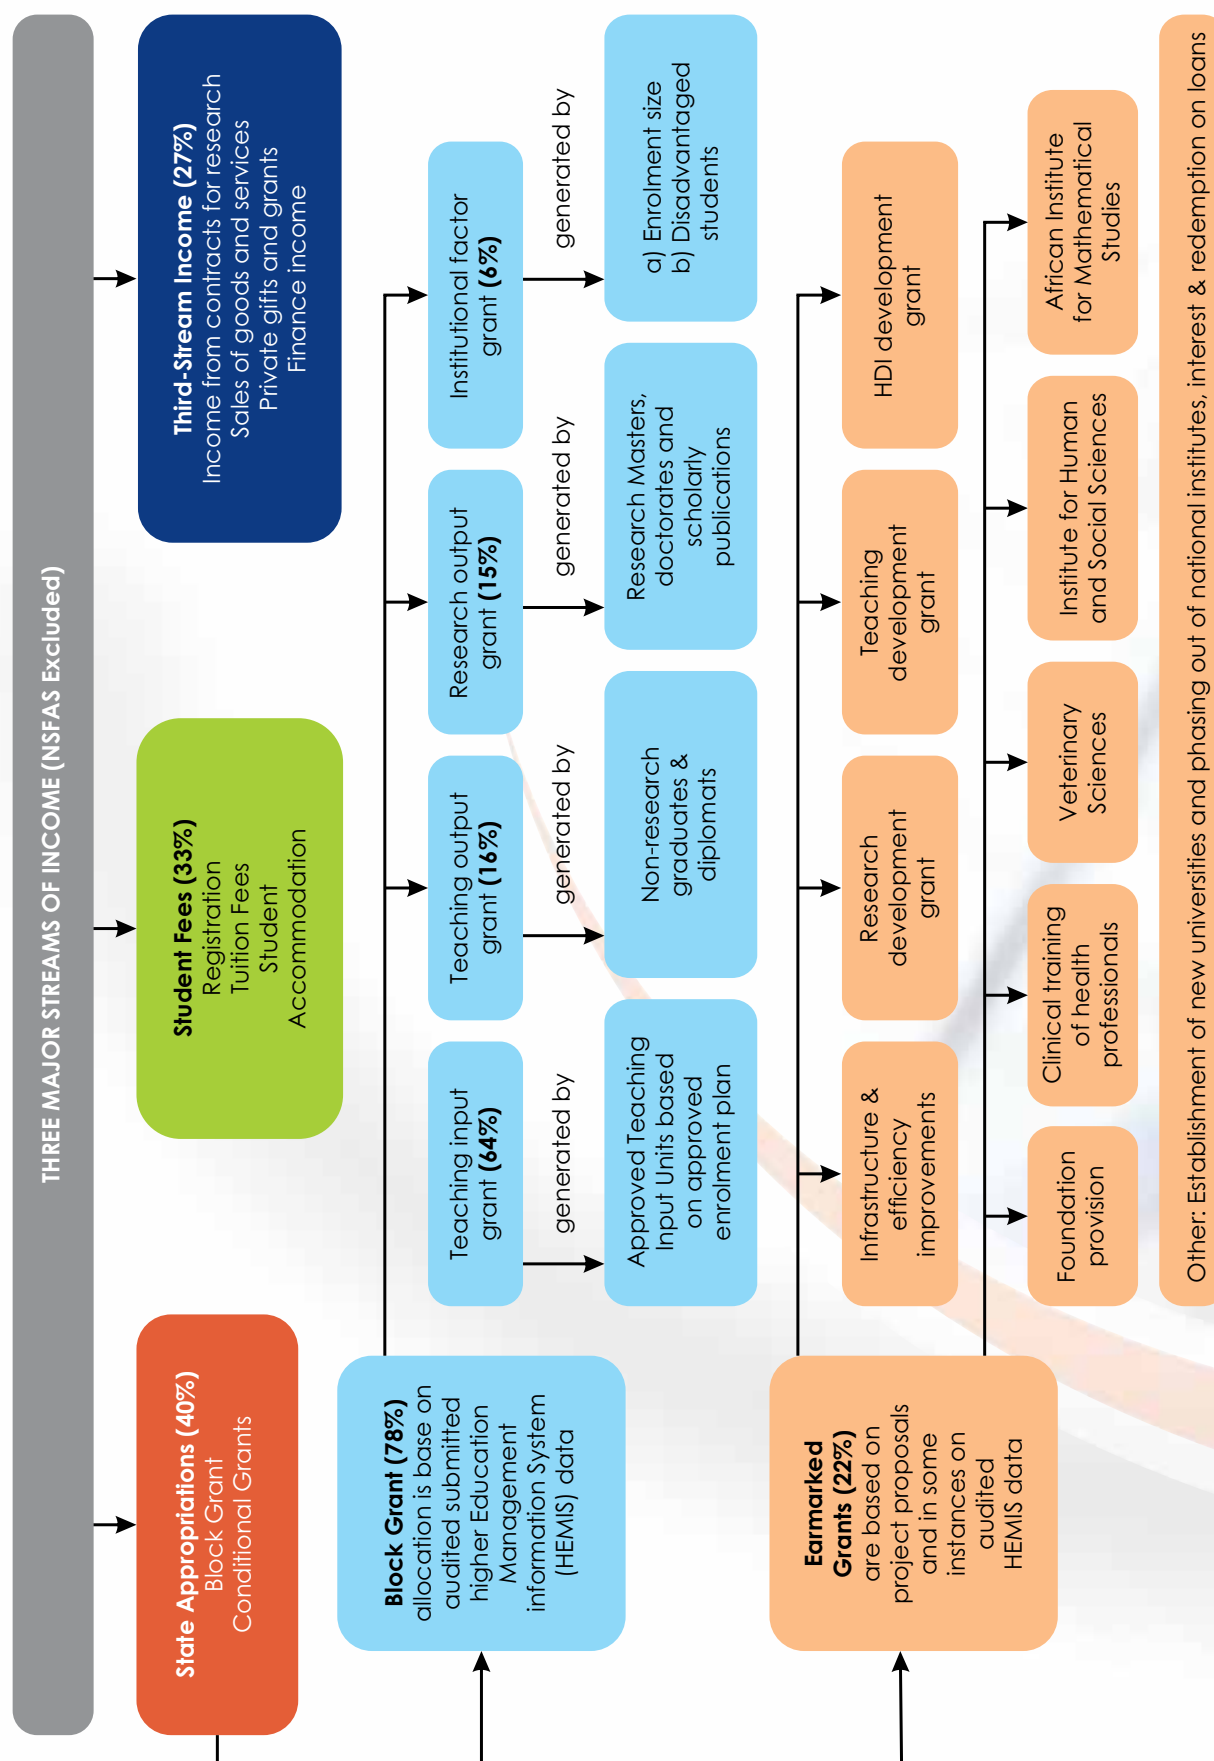 THREE MAJOR STREAMS OF INCOME (NSFAS Excluded)
State Appropriations (40%)
Block Grant
Conditional Grants
Student Fees (33%)
Registration
Tuition Fees
Student
Accommodation
Third-Stream Income (27%)
Income from contracts for research
Sales of goods and services
Private gifts and grants
Finance income
Block Grant (78%)
allocation is base on
audited submitted
higher Education
Management
information System
(HEMIS) data
Teaching input
grant (64%)
Teaching output
grant (16%)
Research output
grant (15%)
Institutional factor
grant (6%)
generated by
generated by
generated by
generated by
Approved Teaching
Input Units based
on approved
enrolment plan
Non-research
graduates &
diplomats
Research Masters,
doctorates and
scholarly
publications
a) Enrolment size
b) Disadvantaged
students
Earmarked
Grants (22%)
are based on
project proposals
and in some
instances on
audited
HEMIS data
Infrastructure &
efficiency
improvements
Research
development
grant
Teaching
development
grant
HDI development
grant
Foundation
provision
Clinical training
of health
professionals
Veterinary
Sciences
Institute for Human
and Social Sciences
African Institute
for Mathematical
Studies
Other: Establishment of new universities and phasing out of national institutes, interest & redemption on loans